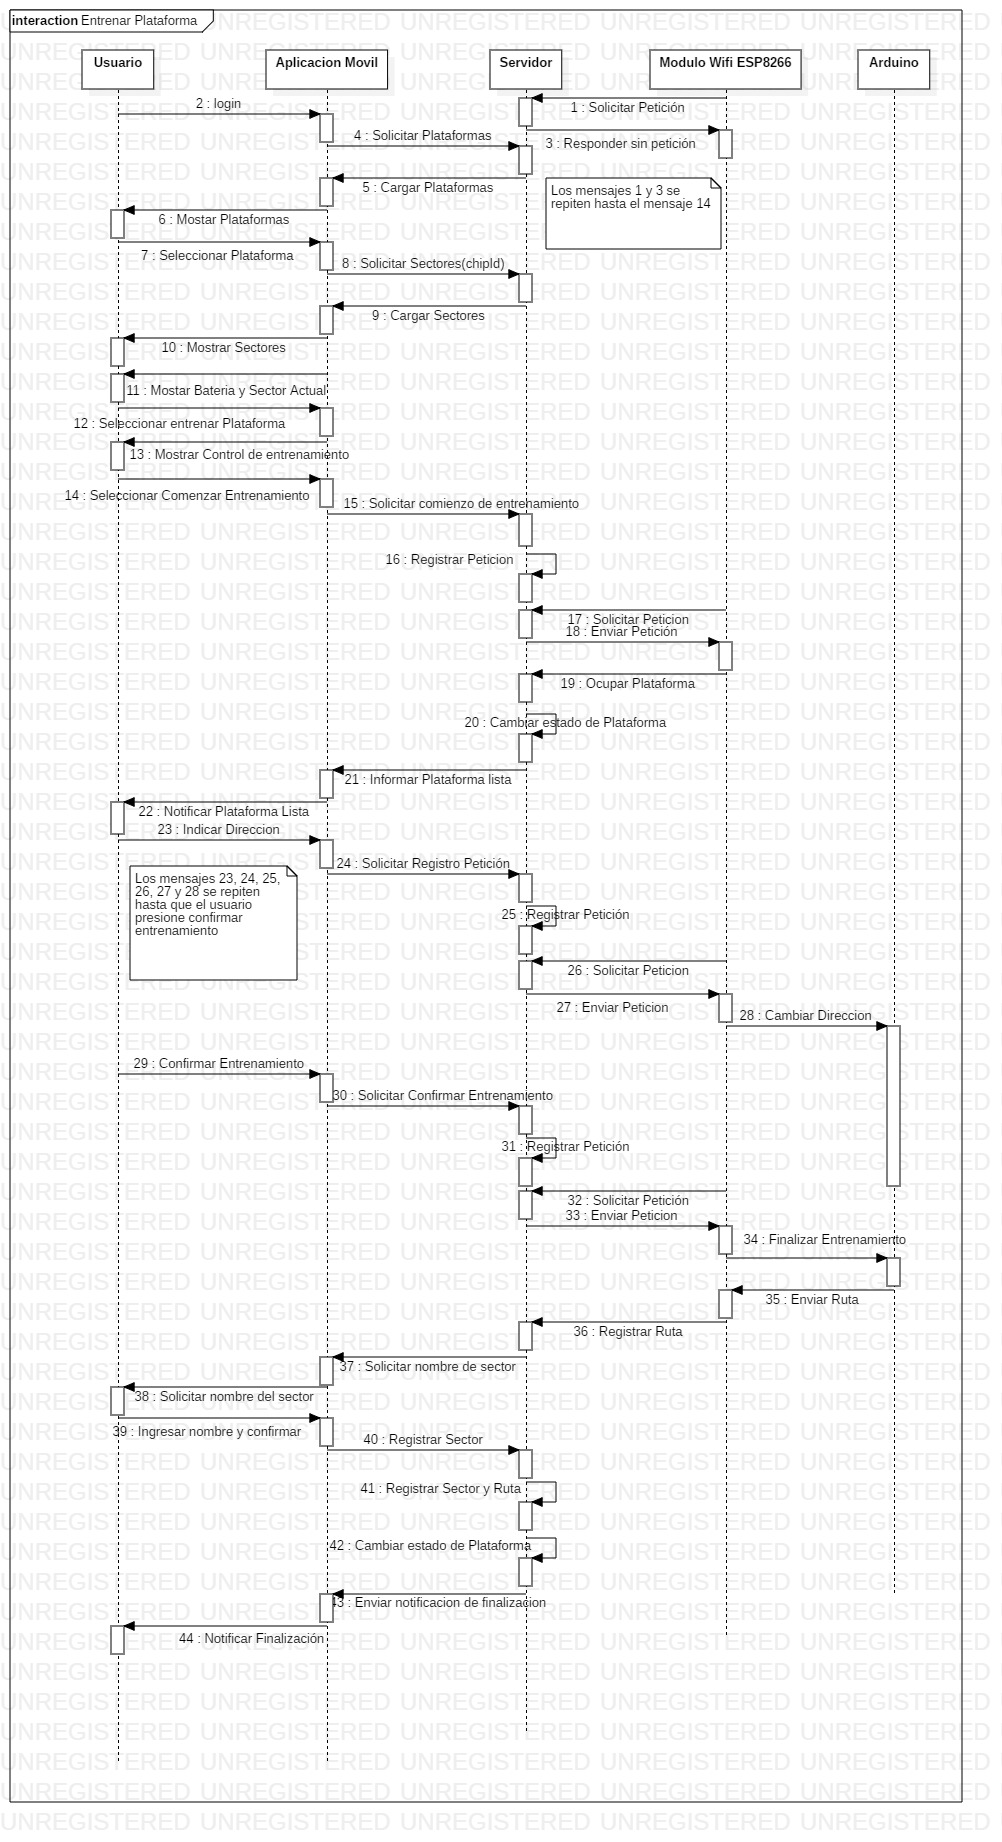 interaction Entrenar Plataforma
Usuario
Aplicacion Movil
Servidor
Modulo Wifi ESP8266
Arduino
2 : login
1 : Solicitar Petición
4 : Solicitar Plataformas
3 : Responder sin petición
5 : Cargar Plataformas
Los mensajes 1 y 3 se
repiten hasta el mensaje 14
6 : Mostar Plataformas
7 : Seleccionar Plataforma
8 : Solicitar Sectores(chipId)
9 : Cargar Sectores
10 : Mostrar Sectores
11 : Mostar Bateria y Sector Actual
12 : Seleccionar entrenar Plataforma
13 : Mostrar Control de entrenamiento
14 : Seleccionar Comenzar Entrenamiento
15 : Solicitar comienzo de entrenamiento
16 : Registrar Peticion
17 : Solicitar Peticion
18 : Enviar Petición
19 : Ocupar Plataforma
20 : Cambiar estado de Plataforma
21 : Informar Plataforma lista
22 : Notificar Plataforma Lista
23 : Indicar Direccion
24 : Solicitar Registro Petición
Los mensajes 23, 24, 25,
26, 27 y 28 se repiten
hasta que el usuario
presione confirmar
entrenamiento
25 : Registrar Petición
26 : Solicitar Peticion
27 : Enviar Peticion
28 : Cambiar Direccion
29 : Confirmar Entrenamiento
30 : Solicitar Confirmar Entrenamiento
31 : Registrar Petición
32 : Solicitar Petición
33 : Enviar Peticion
34 : Finalizar Entrenamiento
35 : Enviar Ruta
36 : Registrar Ruta
37 : Solicitar nombre de sector
38 : Solicitar nombre del sector
39 : Ingresar nombre y confirmar
40 : Registrar Sector
41 : Registrar Sector y Ruta
42 : Cambiar estado de Plataforma
43 : Enviar notificacion de finalizacion
44 : Notificar Finalización
UNREGISTERED UNREGISTERED UNREGISTERED UNREGISTERED UNREGISTERED